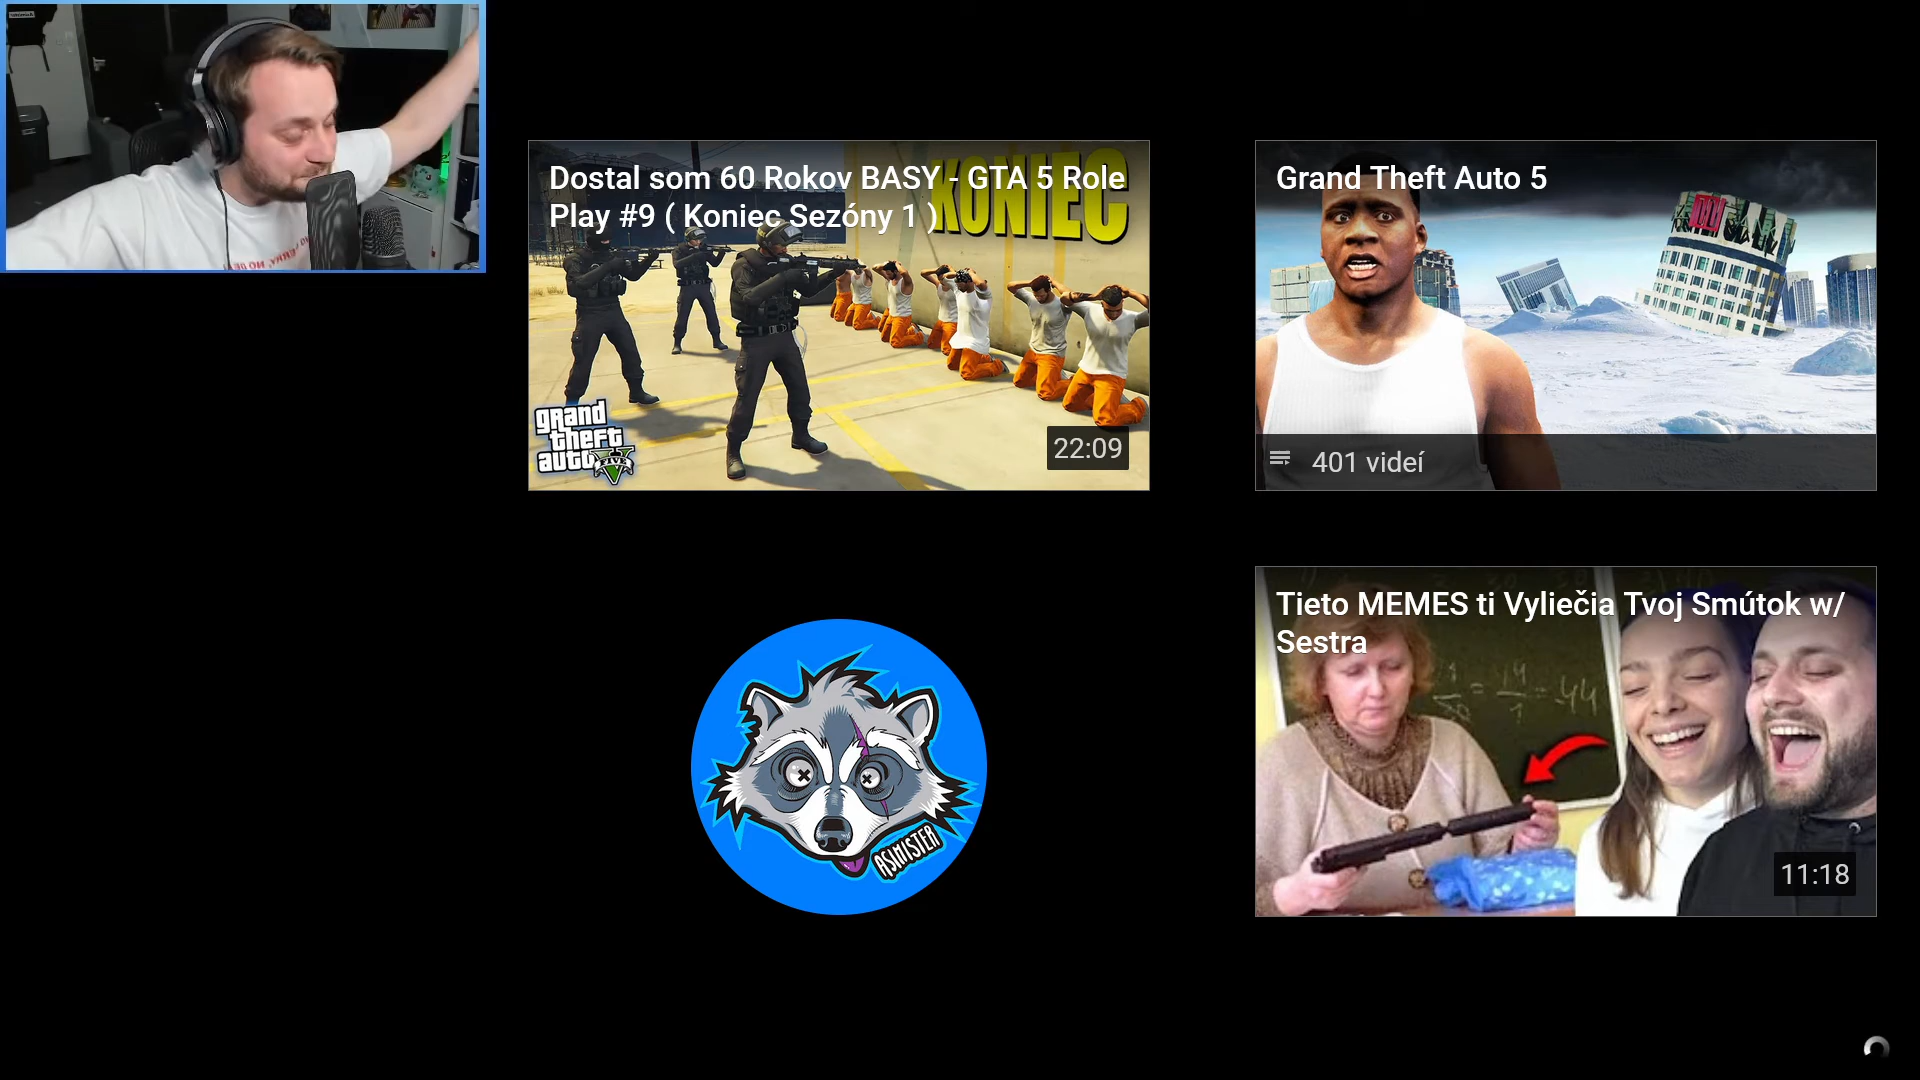 Dostal som 60 Rokov BASY - GTA 5 Role
Play #9 ( Koniec Sezóny 1 )
KONIEC
grand
theft
auto
FIVE
22:09
Grand Theft Auto 5
401 videí
ASIMISTER
Tieto MEMES ti Vyliečia Tvoj Smútok w/
Sestra
11:18